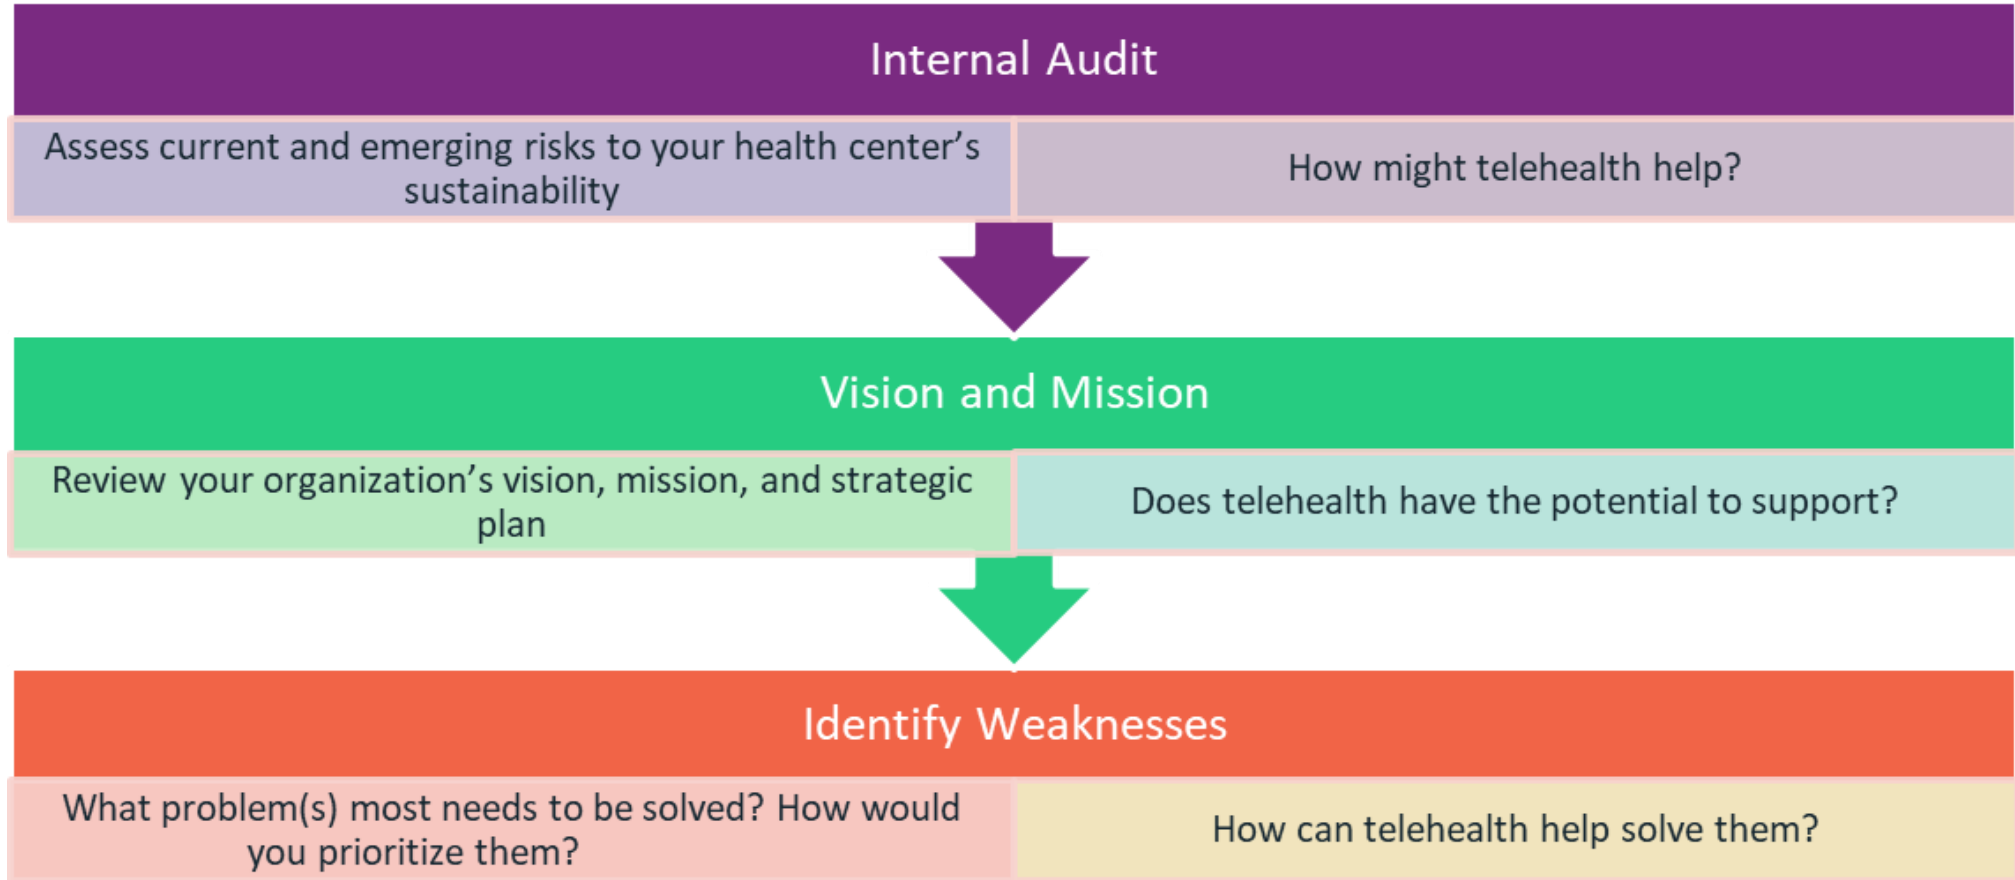 Internal Audit
Assess current and emerging risks to your health center’s
sustainability
How might telehealth help?
Vision and Mission
Review your organization’s vision, mission, and strategic
plan
Does telehealth have the potential to support?
Identify Weaknesses
What problem(s) most needs to be solved? How would
you prioritize them?
How can telehealth help solve them?